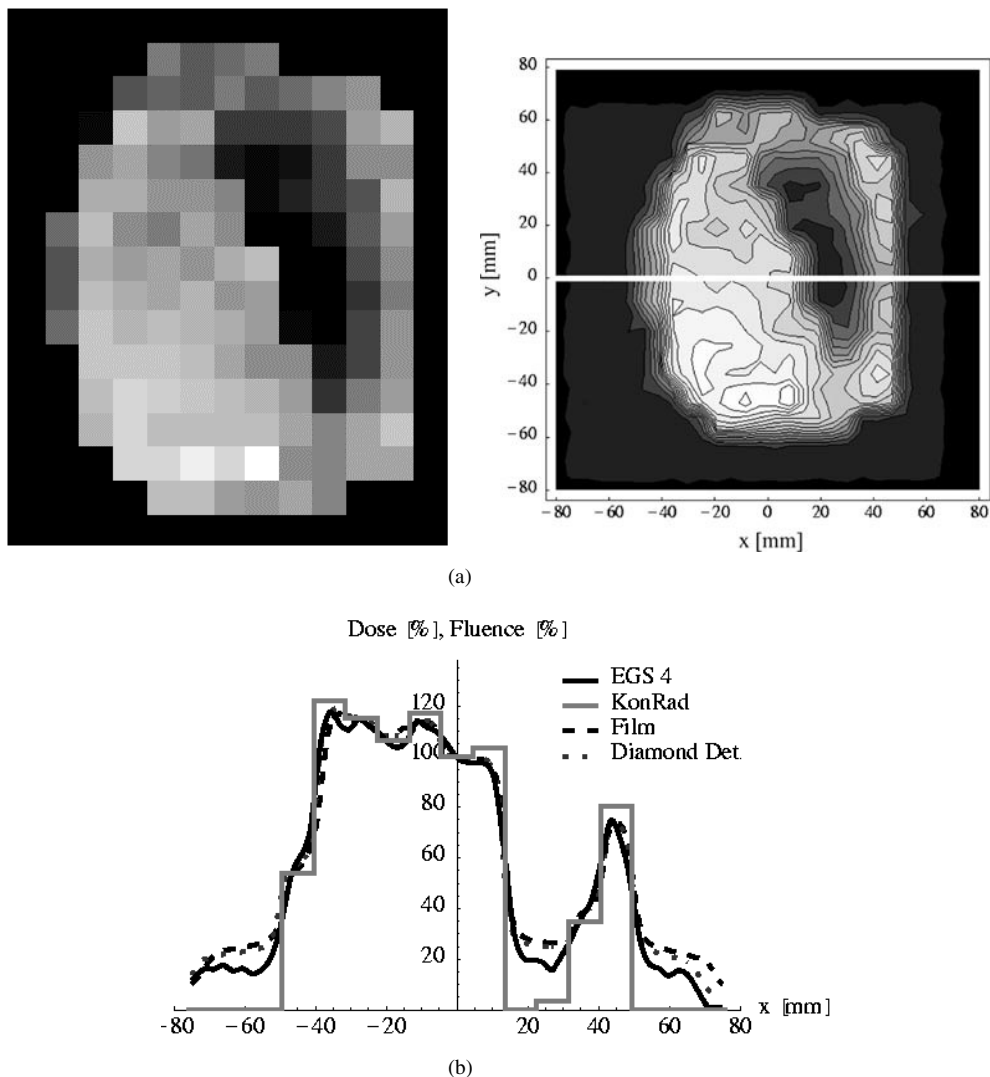 80
60
40
20
0
−20
−40
−60
−80
y [mm]
−80 −60 −40 −20 0 20 40 60 80
x [mm]
(a)
Dose [%], Fluence [%]
EGS 4
KonRad
Film
Diamond Det.
120
100
80
60
40
20
−80 −60 −40 −20 20 40 60 80
x [mm]
(b)